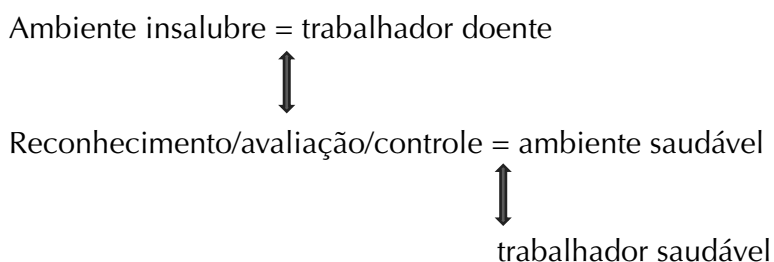 Ambiente insalubre = trabalhador doente
Reconhecimento/avaliação/controle = ambiente saudável
trabalhador saudável